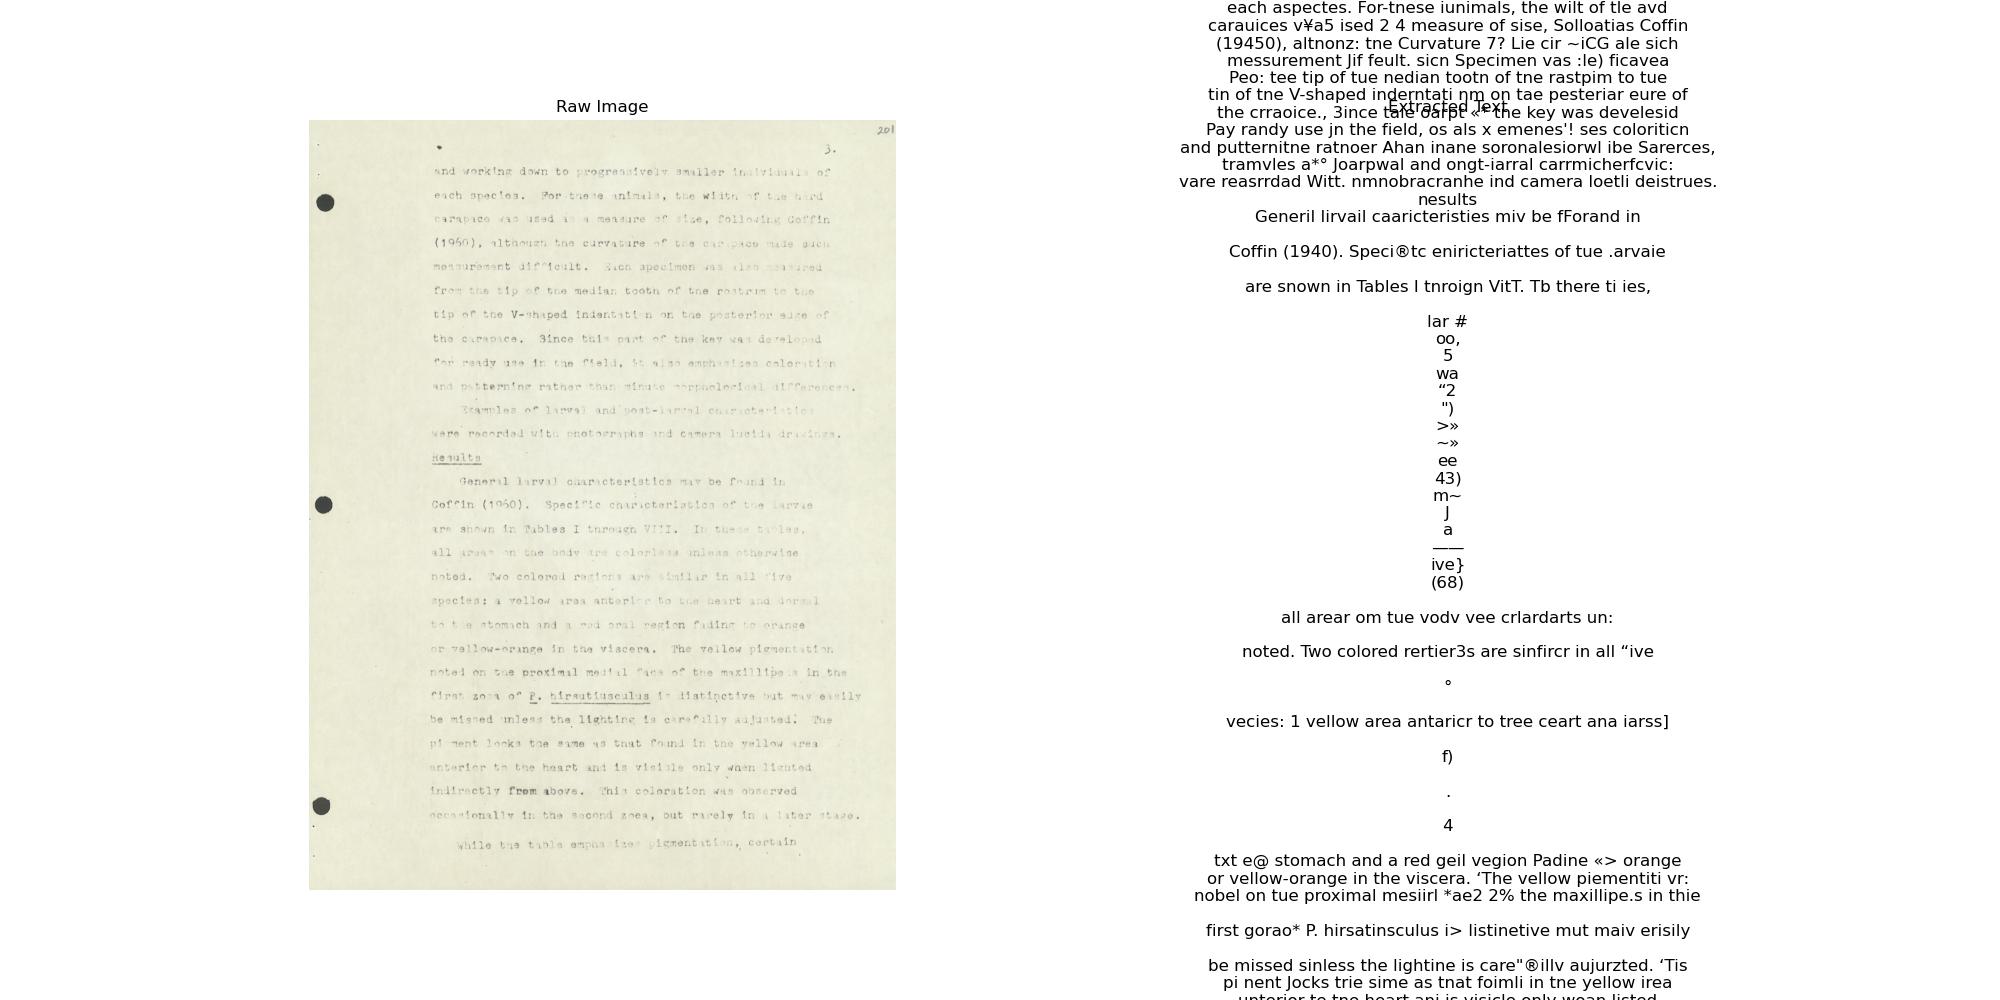 Raw Image
201
3.
and working down to progressively smaller individuals of
each species. For these animals, the width of the hard
carapace was used as a measure of size, following Coffin
(1960), although the curvature of the carapace made such
measurement difficult. Each specimen was also measured
from the tip of the median tooth of the rostrum to the
tip of the V-shaped indentati n on the posterior edge of
the carapace. Since this part of the key was developed
for ready use in the field, it also emphasizes coloration
and patterning rather than minute morphological differences.
Examples of larval and post-larval characteristics
were recorded with photographs and camera lucida drawings.
Results
General larval characteristics may be found in
Coffin (1960). Specific characteristics of the larvae
are shown in Tables I through VIII. In these tables,
all areas on the body are colorless unless otherwise
noted. Two colored regions are similar in all five
species: a yellow area anterior to the heart and dorsal
to the stomach and a red oral region fading to orange
or yellow-orange in the viscera. The yellow pigmentation
noted on the proximal medial face of the maxillipe s in the
first zoea of P. hirsutiusculus is distinctive but may easily
be missed unless the lighting is carefully adjusted. The
pi ment looks the same as that found in the yellow area
anterior to the heart and is visible only when lighted
indirectly from above. This coloration was observed
occasionally in the second zoea, but rarely in a later stage.
While the table emphasizes pigmentation, certain
each aspectes. For-tnese iunimals, the wilt of tle avd
carauices v¥a5 ised 2 4 measure of sise, Solloatias Coffin
(19450), altnonz: tne Curvature 7? Lie cir ~iCG ale sich
messurement Jif feult. sicn Specimen vas :le) ficavea
Peo: tee tip of tue nedian tootn of tne rastpim to tue
tin of tne V-shaped inderntati nm on tae pesteriar eure of
Extracted Text
the crraoice., 3ince taie oarpt «* the key was develesid
Pay randy use jn the field, os als x emenes'! ses coloriticn
and putternitne ratnoer Ahan inane soronalesiorwl ibe Sarerces,
tramvles a*° Joarpwal and ongt-iarral carrmicherfcvic:
vare reasrrdad Witt. nmnobracranhe ind camera loetli deistrues.
nesults
Generil lirvail caaricteristies miv be fForand in
Coffin (1940). Speci®tc eniricteriattes of tue .arvaie
are snown in Tables I tnroign VitT. Tb there ti ies,
lar #
oo,
5
wa
“2
")
>»
~»
ee
43)
m~
J
a
——
ive}
(68)
all arear om tue vodv vee crlardarts un:
noted. Two colored rertier3s are sinfircr in all “ive
°
vecies: 1 vellow area antaricr to tree ceart ana iarss]
f)
.
4
txt e@ stomach and a red geil vegion Padine «> orange
or vellow-orange in the viscera. ‘The vellow piementiti vr:
nobel on tue proximal mesiirl *ae2 2% the maxillipe.s in thie
first gorao* P. hirsatinsculus i> listinetive mut maiv erisily
be missed sinless the lightine is care"®illv aujurzted. ‘Tis
pi nent Jocks trie sime as tnat foimli in tne yellow irea
unterior to tne heart ani is visicle only woan listed